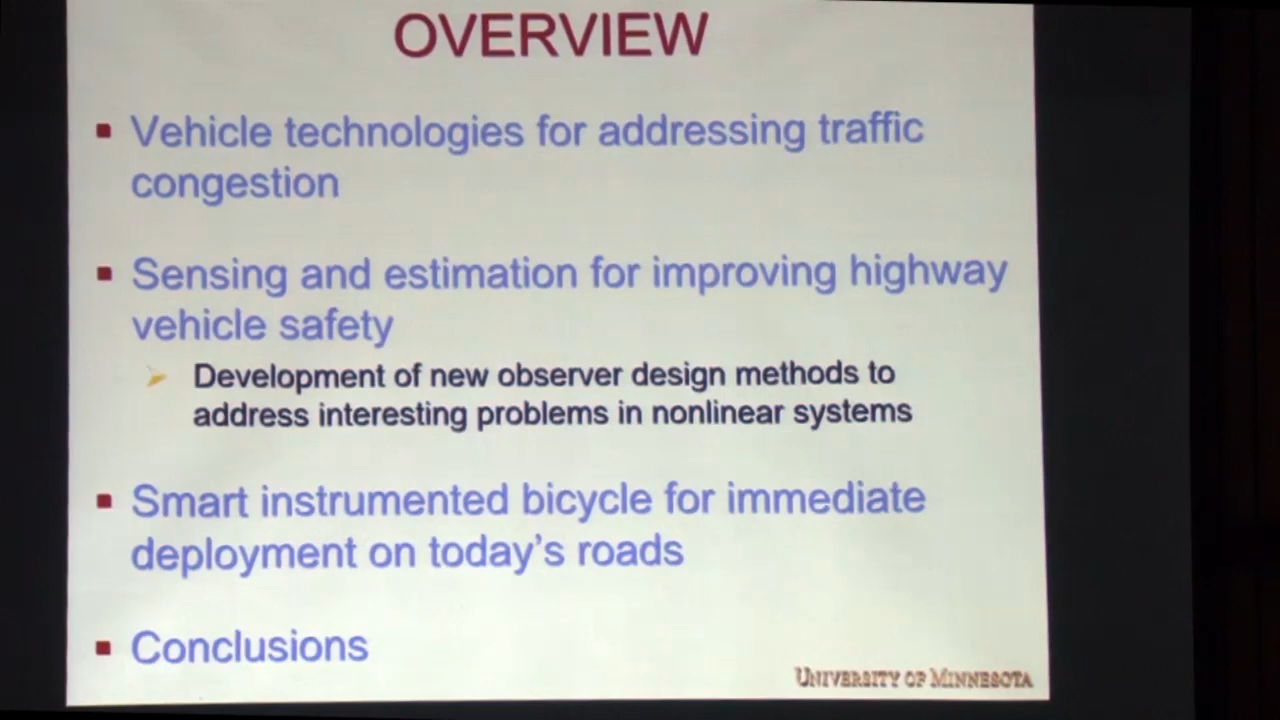 OVERVIEW
Vehicle technologies for addressing traffic
congestion
Sensing and estimation for improving highway
vehicle safety
Development of new observer design methods to
address interesting problems in nonlinear systems
Smart instrumented bicycle for immediate
deployment on today's roads
Conclusions
UNIVERSITY OF MINNESOTA